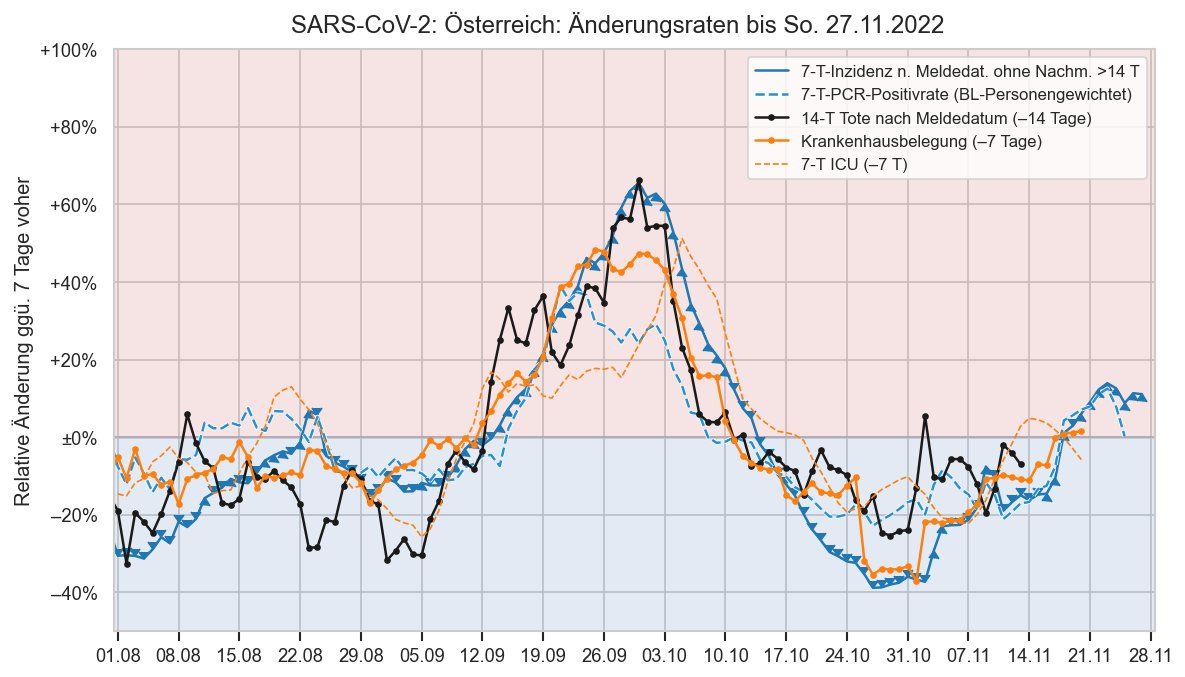 SARS-CoV-2: Österreich: Änderungsraten bis So. 27.11.2022
+100%
+80%
+60%
+40%
+20%
±0%
–20%
–40%
Relative Änderung ggü. 7 Tage voher
7-T-Inzidenz n. Meldedat. ohne Nachm. >14 T
7-T-PCR-Positivrate (BL-Personengewichtet)
14-T Tote nach Meldedatum (–14 Tage)
Krankenhausbelegung (–7 Tage)
7-T ICU (–7 T)
01.08 08.08 15.08 22.08 29.08 05.09 12.09 19.09 26.09 03.10 10.10 17.10 24.10 31.10 07.11 14.11 21.11 28.11